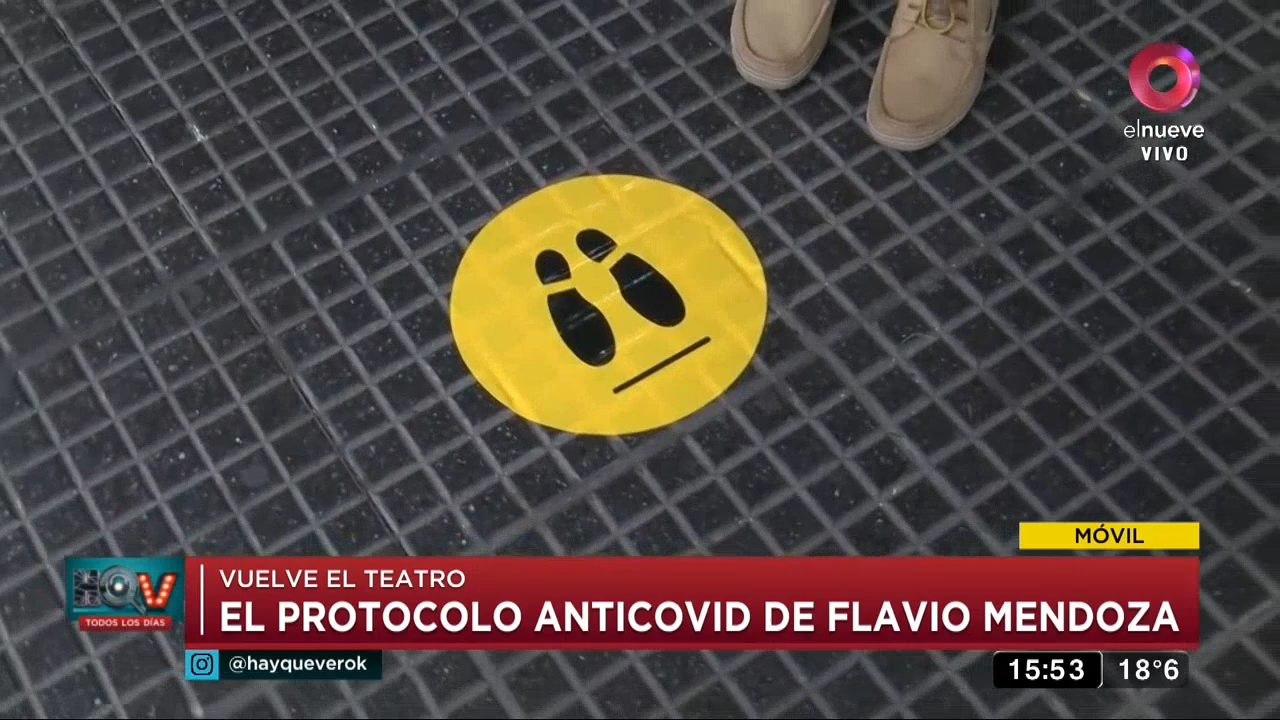 elnueve
VIVO
MÓVIL
HQV
TODOS LOS DÍAS
VUELVE EL TEATRO
EL PROTOCOLO ANTICOVID DE FLAVIO MENDOZA
@hayqueverok
15:53 18°6